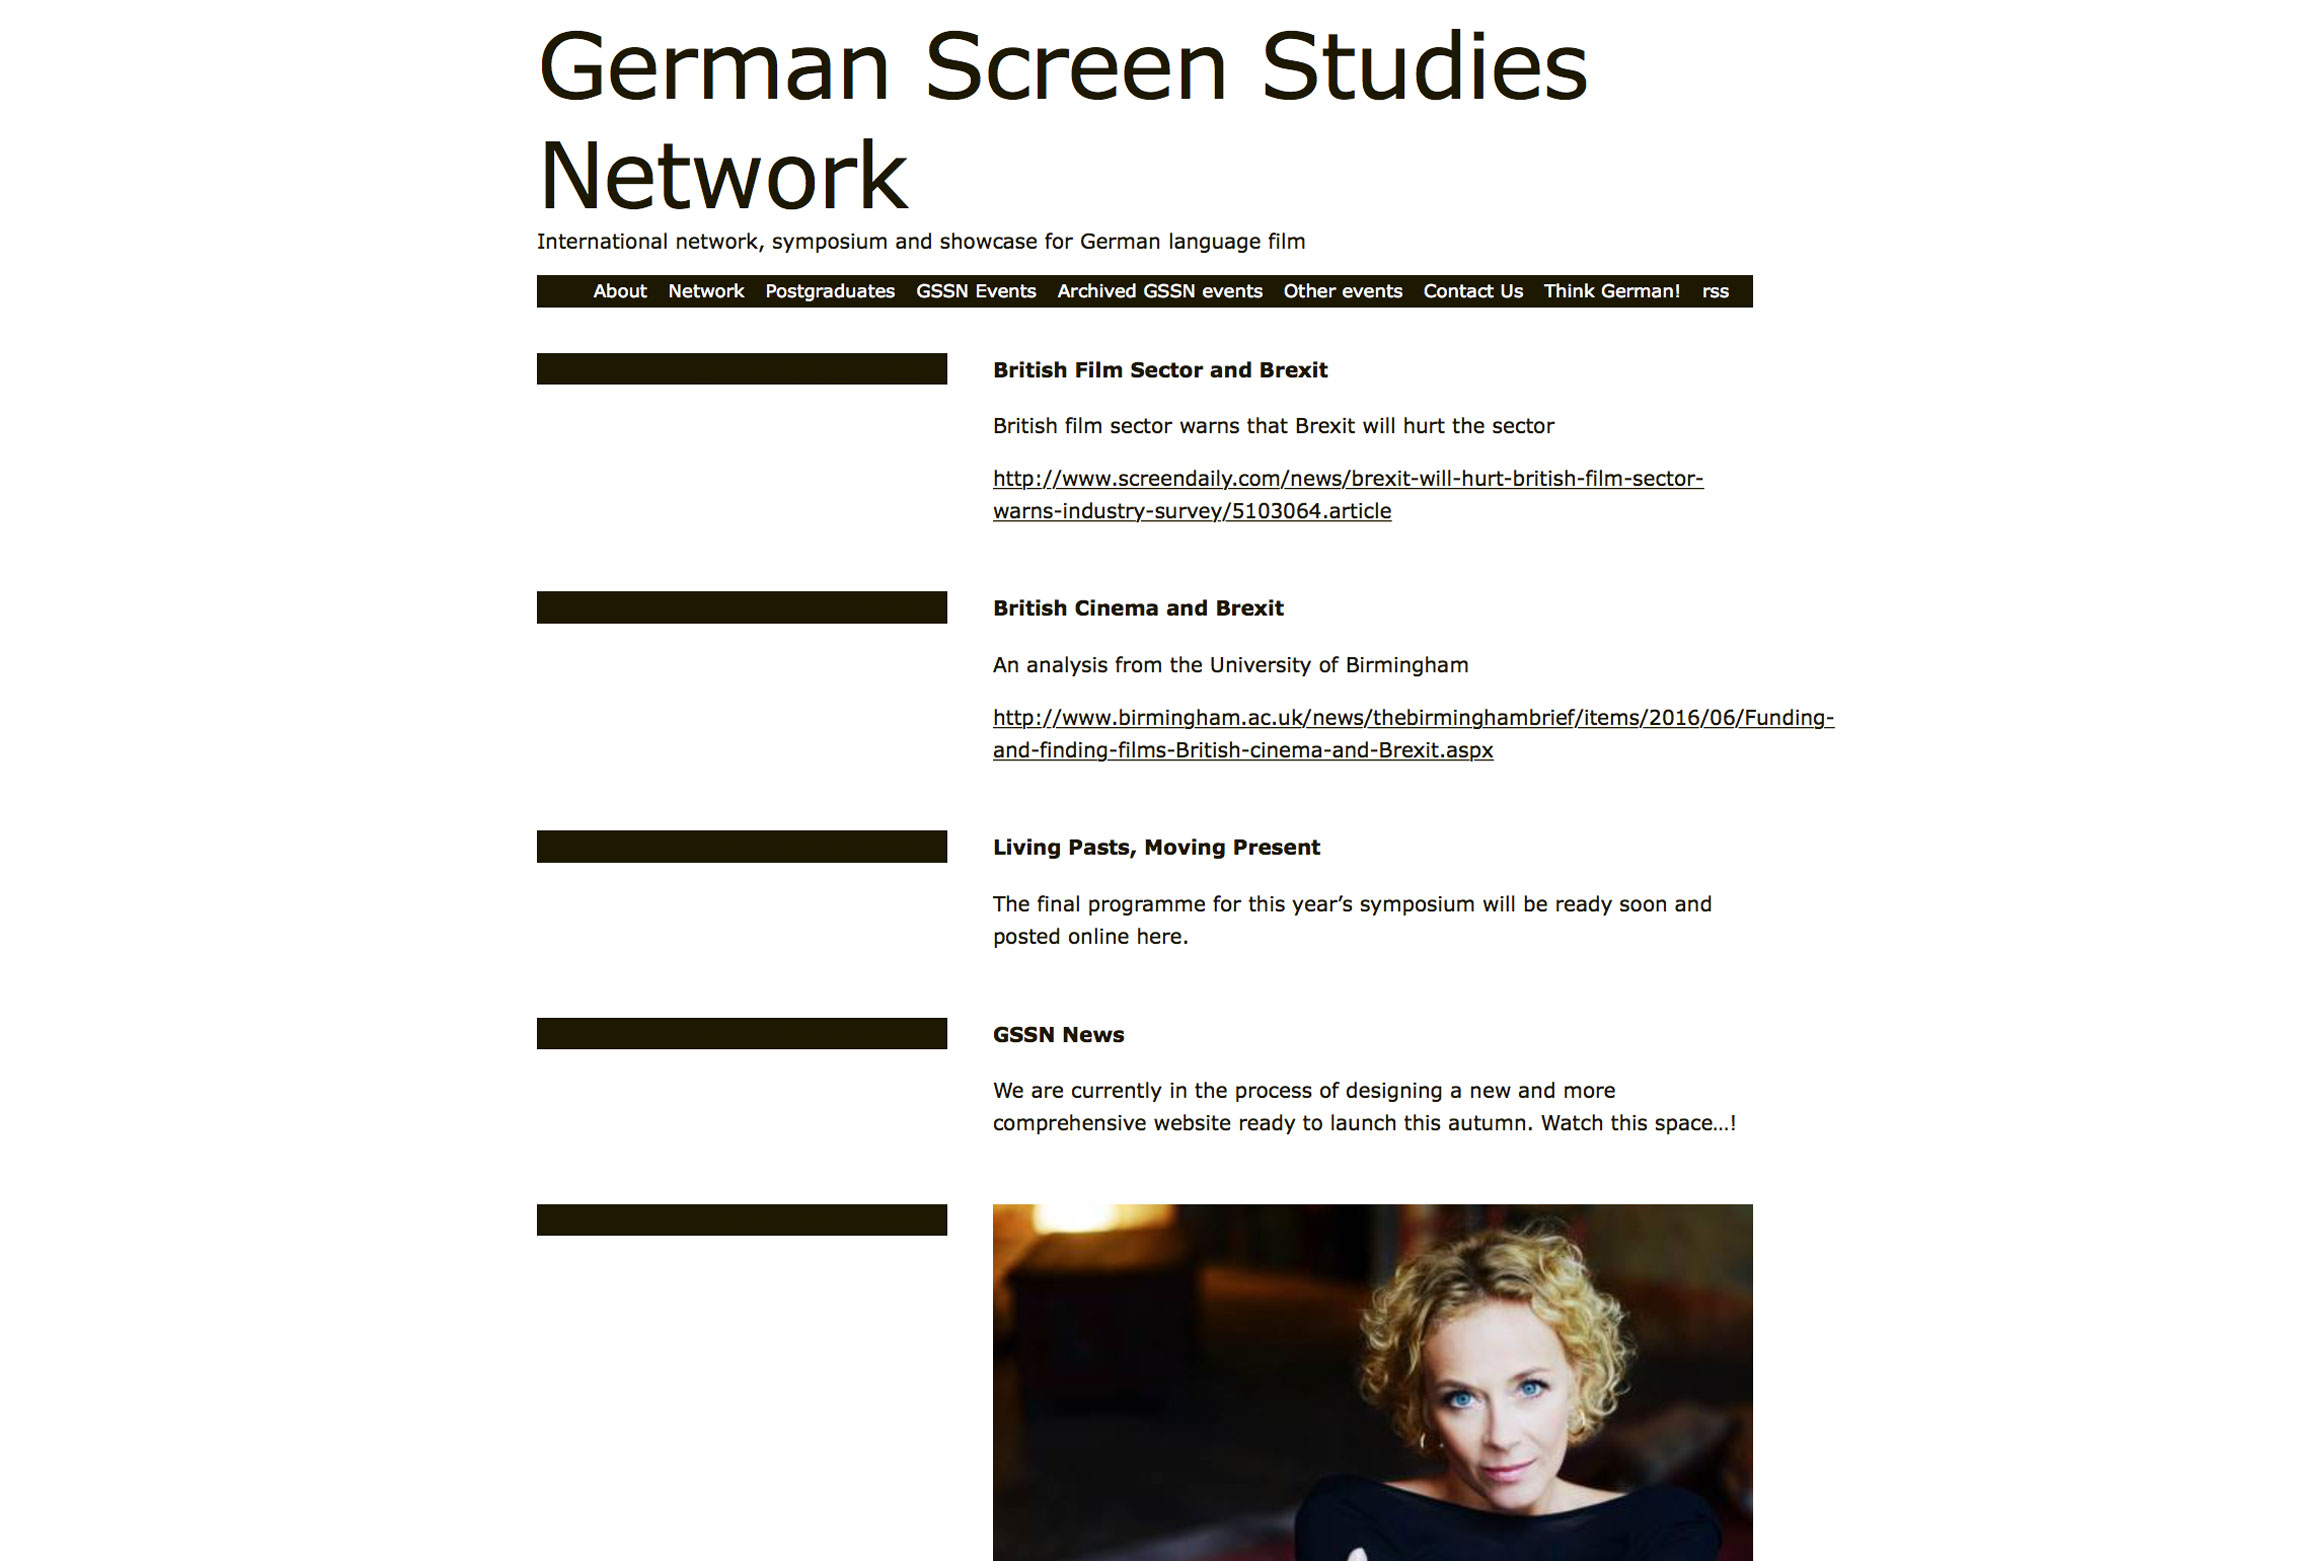 German Screen Studies
Network
International network, symposium and showcase for German language film
About Network Postgraduates GSSN Events Archived GSSN events Other events Contact Us Think German! rss
British Film Sector and Brexit
British film sector warns that Brexit will hurt the sector
http://www.screendaily.com/news/brexit-will-hurt-british-film-sector-
warns-industry-survey/5103064.article
British Cinema and Brexit
An analysis from the University of Birmingham
http://www.birmingham.ac.uk/news/thebirminghambrief/items/2016/06/Funding-
and-finding-films-British-cinema-and-Brexit.aspx
Living Pasts, Moving Present
The final programme for this year’s symposium will be ready soon and
posted online here.
GSSN News
We are currently in the process of designing a new and more
comprehensive website ready to launch this autumn. Watch this space…!